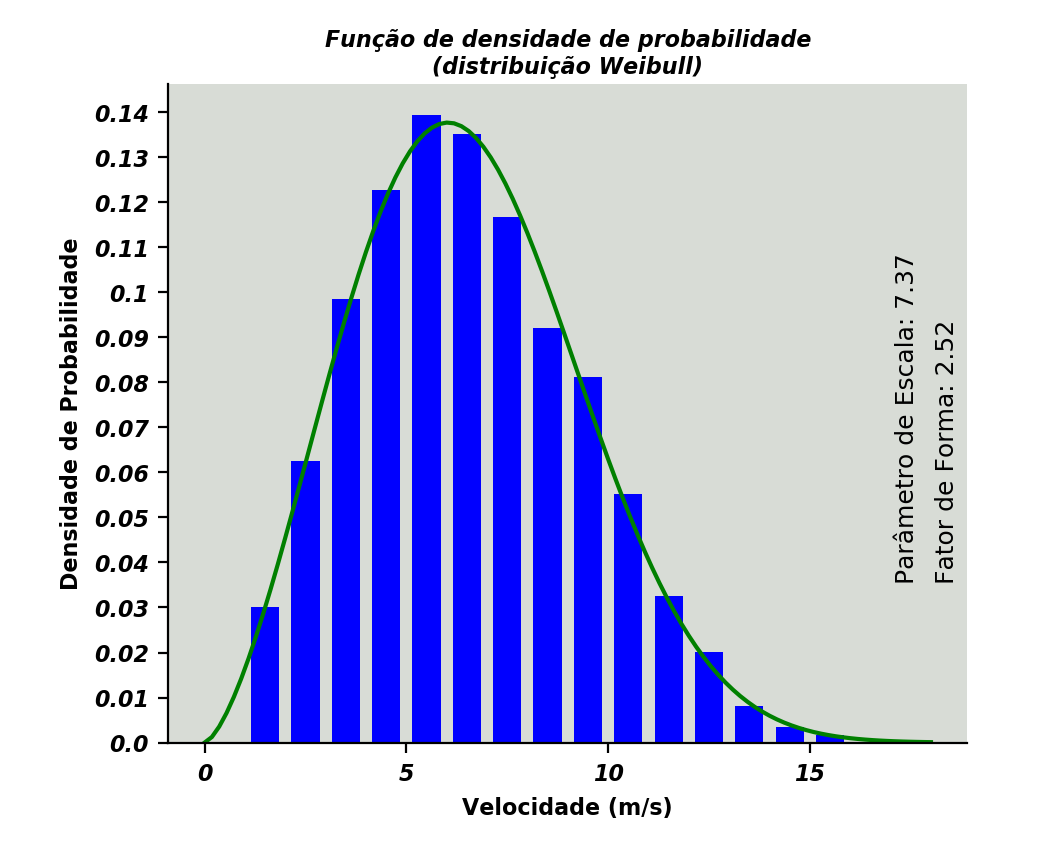 Função de densidade de probabilidade
(distribuição Weibull)
Densidade de Probabilidade
0.14
0.13
0.12
0.11
0.1
0.09
0.08
0.07
0.06
0.05
0.04
0.03
0.02
0.01
0.0
Parâmetro de Escala: 7.37
Fator de Forma: 2.52
0 5 10 15
Velocidade (m/s)